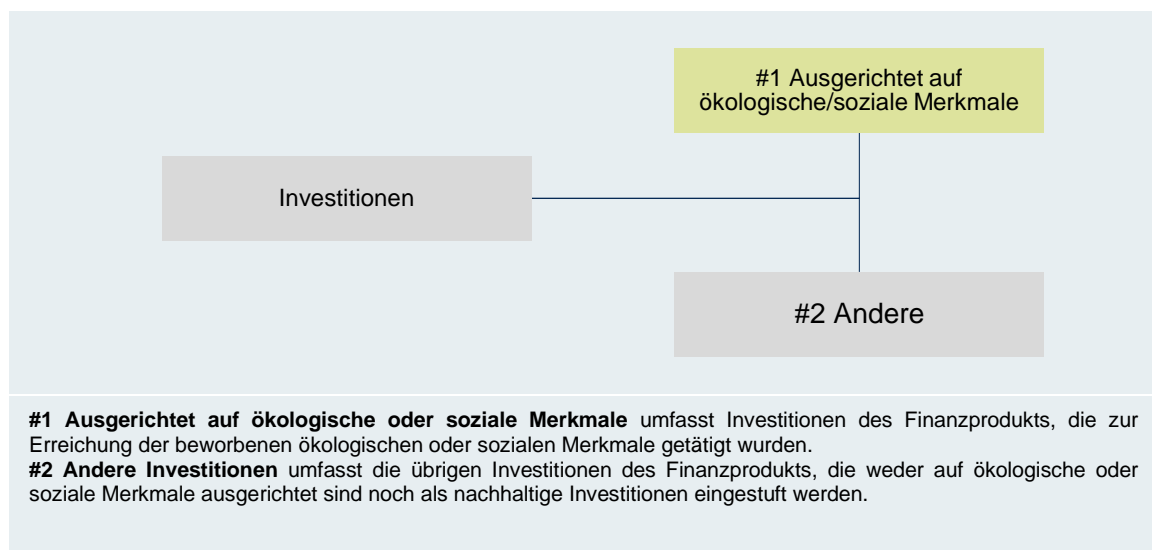 #1 Ausgerichtet auf
ökologische/soziale Merkmale
Investitionen
#2 Andere
#1 Ausgerichtet auf ökologische oder soziale Merkmale umfasst Investitionen des Finanzprodukts, die zur
Erreichung der beworbenen ökologischen oder sozialen Merkmale getätigt wurden.
#2 Andere Investitionen umfasst die übrigen Investitionen des Finanzprodukts, die weder auf ökologische oder
soziale Merkmale ausgerichtet sind noch als nachhaltige Investitionen eingestuft werden.